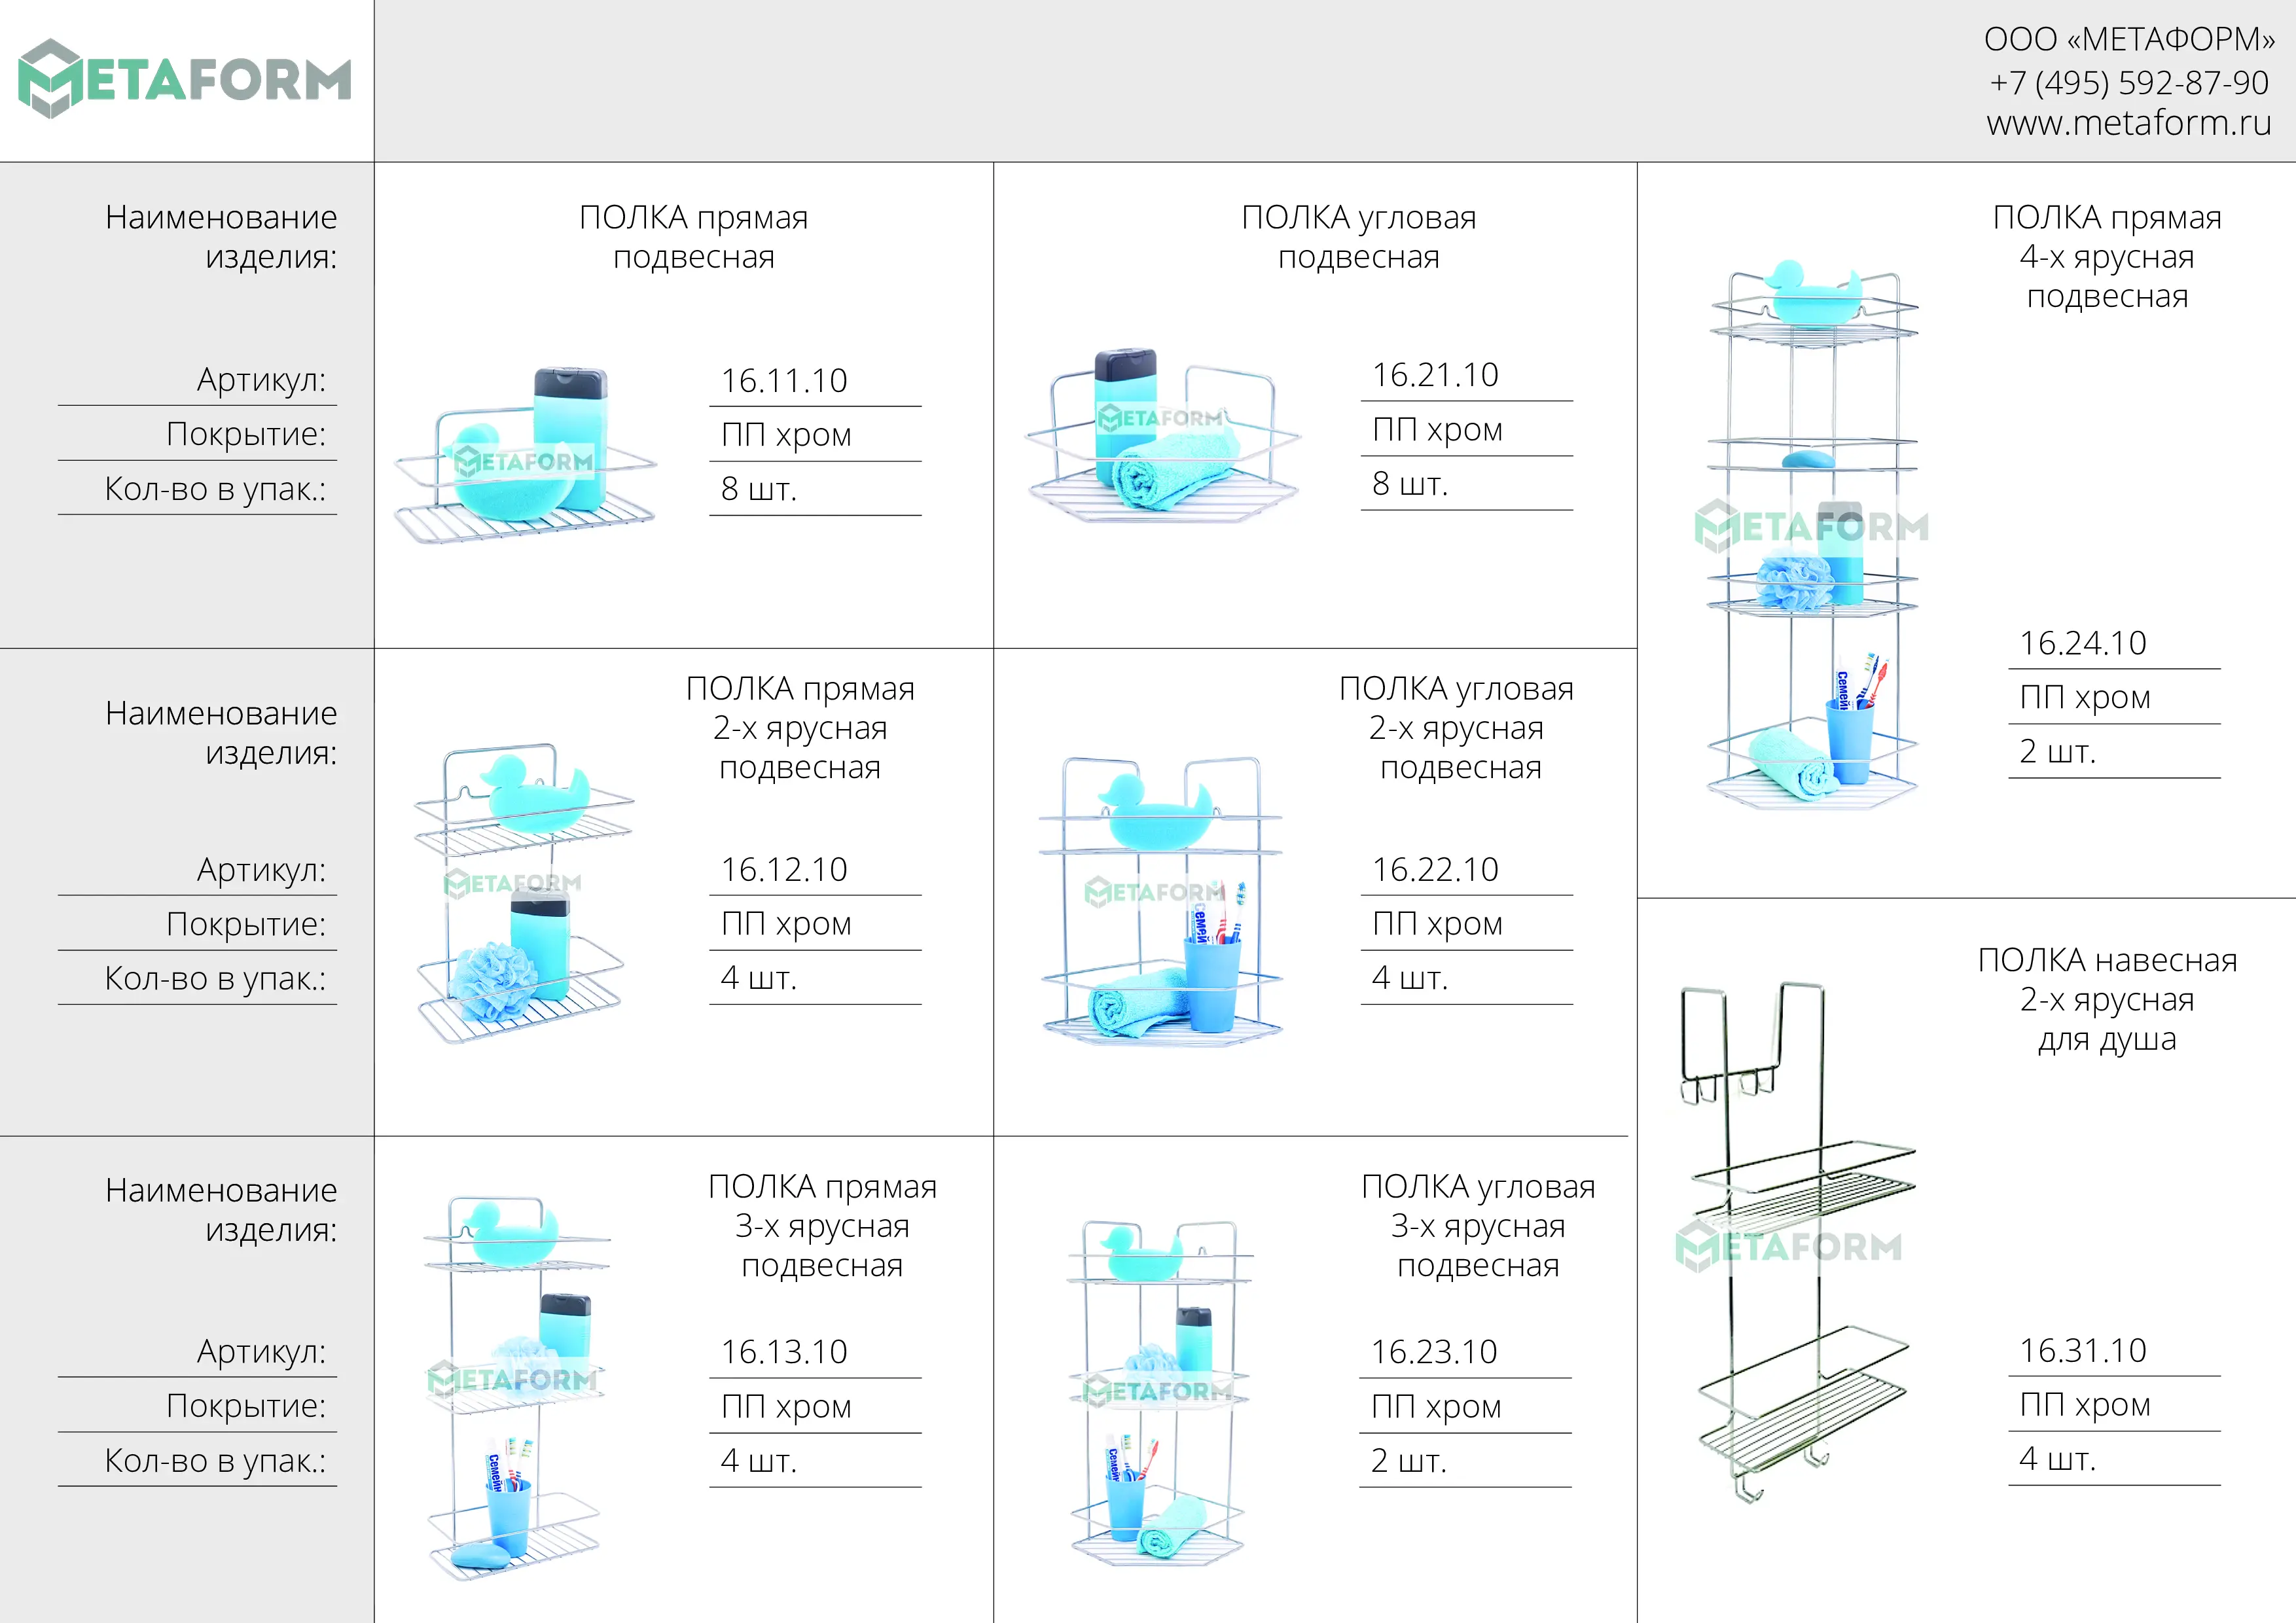 METAFORM
ООО «МЕТАФОРМ»
+7 (495) 592-87-90
www.metaform.ru
Наименование
изделия:
Артикул:
Покрытие:
Кол-во в упак.:
ПОЛКА прямая
подвесная
METAFORM
16.11.10
ПП хром
8 шт.
ПОЛКА угловая
подвесная
METAFORM
16.21.10
ПП хром
8 шт.
ПОЛКА прямая
4-х ярусная
подвесная
METAFORM
Семей
16.24.10
ПП хром
2 шт.
Наименование
изделия:
Артикул:
Покрытие:
Кол-во в упак.:
ПОЛКА прямая
2-х ярусная
подвесная
METAFORM
16.12.10
ПП хром
4 шт.
ПОЛКА угловая
2-х ярусная
подвесная
METAFORM
Семей
16.22.10
ПП хром
4 шт.
ПОЛКА навесная
2-х ярусная
для душа
METAFORM
16.31.10
ПП хром
4 шт.
Наименование
изделия:
Артикул:
Покрытие:
Кол-во в упак.:
ПОЛКА прямая
3-х ярусная
подвесная
METAFORM
Семейн
16.13.10
ПП хром
4 шт.
ПОЛКА угловая
3-х ярусная
подвесная
METAFORM
Семей
16.23.10
ПП хром
2 шт.